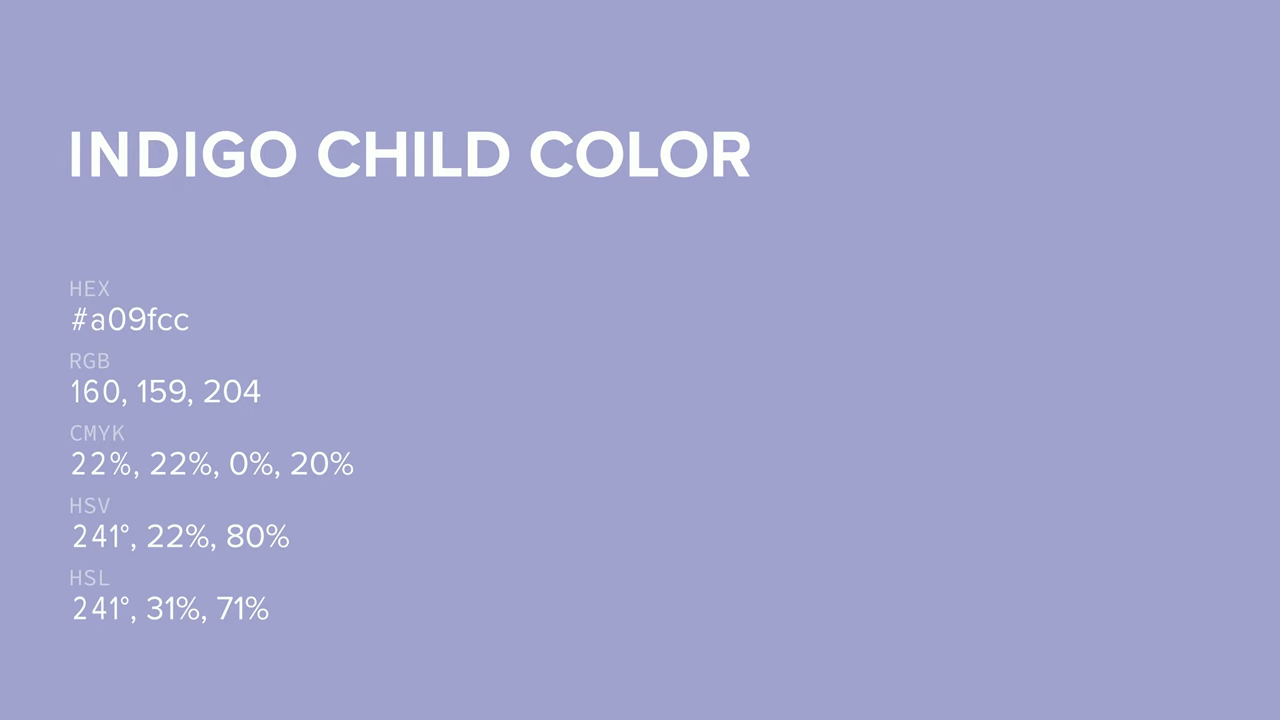 INDIGO CHILD COLOR
HEX
#a09fcc
RGB
160, 159, 204
CMYK
22%, 22%, 0%, 20%
HSV
241°, 22%, 80%
HSL
241°, 31%, 71%